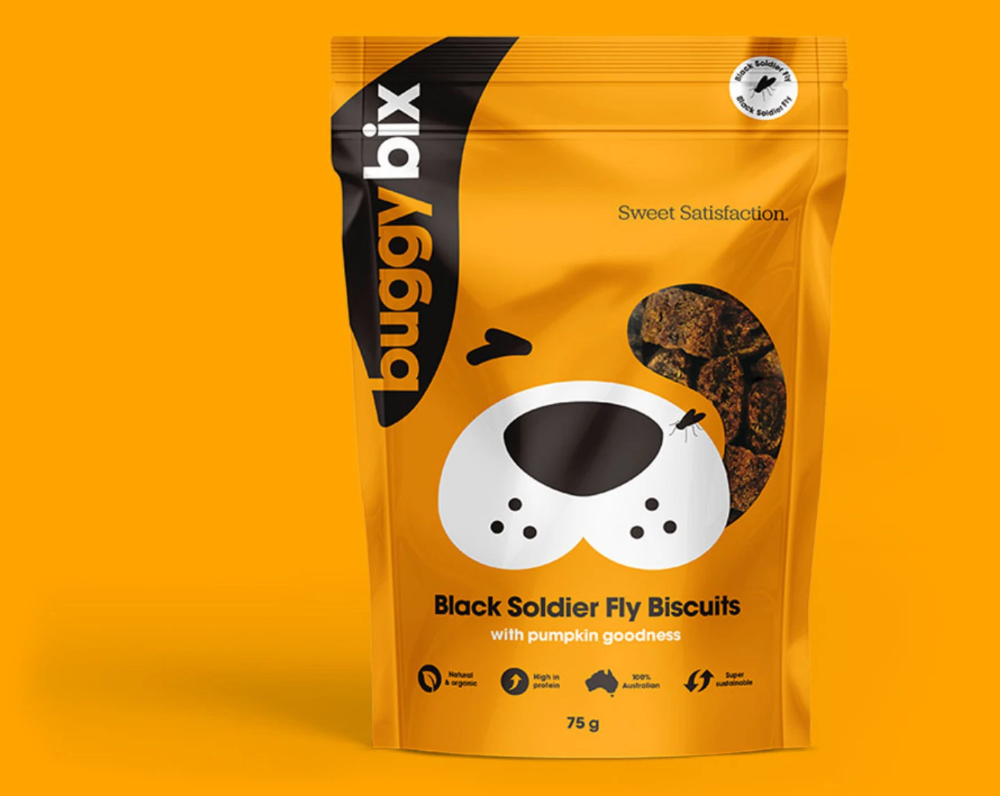 buggy bix
Black Soldier Fly
Black Soldier Fly
Sweet Satisfaction.
Black Soldier Fly Biscuits
with pumpkin goodness
Natural
& organic
High in
protein
100%
Australian
Super
sustainable
75 g